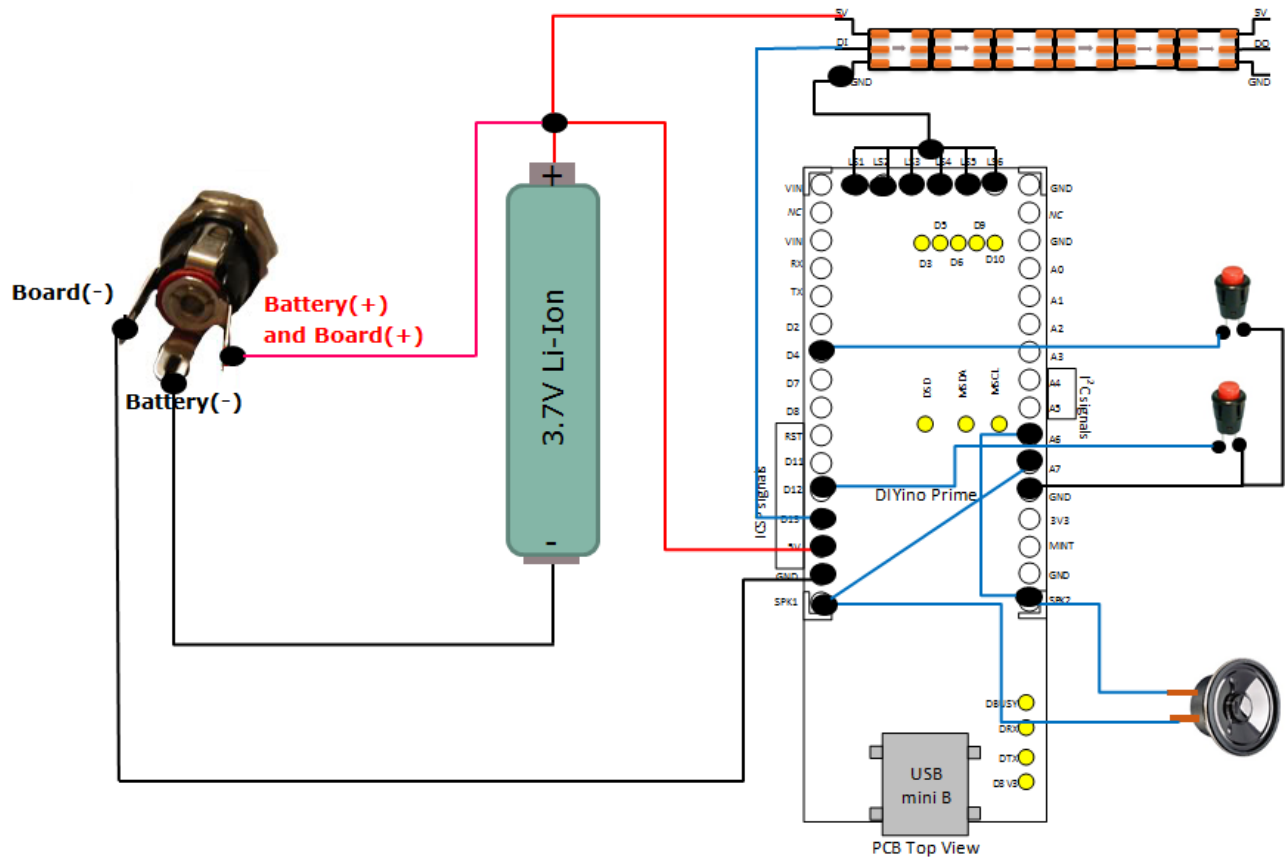 5V
5V
DI
DO
GND
GND
LS1
LS2
LS3
LS4
LS5
LS6
VIN
NC
VIN
RX
TX
D2
D4
D7
D8
RST
D11
D12
D13
5V
GND
SPK1
ICSP signals
D5
D9
D3
D6
D10
DSD
MSDA
MSCL
DIYino Prime
GND
NC
GND
A0
A1
A2
A3
A4
A5
I²C signals
A6
A7
GND
3V3
MINT
GND
SPK2
DBUSY
DRX
DTX
DBV3
USB
mini B
PCB Top View
+
3.7V Li-Ion
-
Board(-)
Battery(+)
and Board(+)
Battery(-)